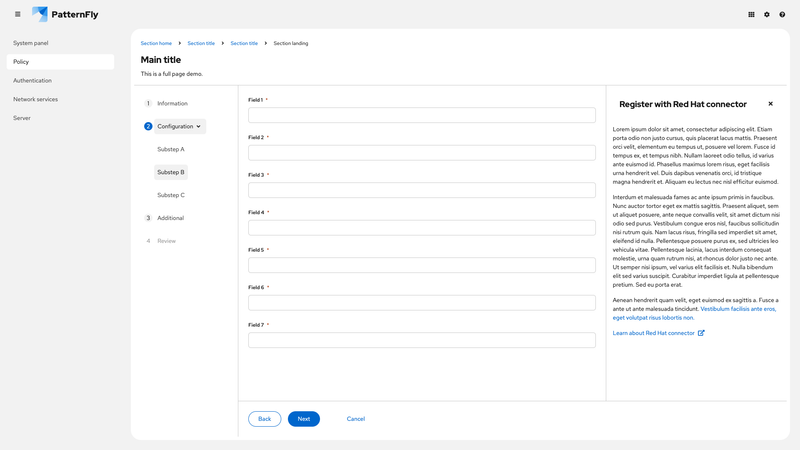 PatternFly
System panel
Policy
Authentication
Network services
Server
Section home
Section title
Section title
Section landing
Main title
This is a full page demo.
1 Information
2 Configuration
Substep A
Substep B
Substep C
3 Additional
4 Review
Field 1 *
Field 2 *
Field 3 *
Field 4 *
Field 5 *
Field 6 *
Field 7 *
Back
Next
Cancel
Register with Red Hat connector
Lorem ipsum dolor sit amet, consectetur adipiscing elit. Etiam
porta odio non justo cursus, quis placerat lacus mattis. Praesent
orci velit, elementum eu tempus ut, posuere vel lorem. Fusce id
tempus ex, et tempus nibh. Nullam laoreet odio tellus, id varius
ante euismod id. Phasellus maximus lorem risus, eget facilisis
urna hendrerit vel. Duis dapibus venenatis orci, id tristique
magna hendrerit et. Aliquam eu lectus nec nisl efficitur euismod.
Interdum et malesuada fames ac ante ipsum primis in faucibus.
Nunc auctor tortor eget ex mattis sagittis. Praesent aliquet, sem
ut aliquet posuere, ante neque convallis velit, sit amet dictum nisi
odio sed purus. Vestibulum congue eros nisl, faucibus sollicitudin
nisi rutrum quis. Nam lacus risus, fringilla sed imperdiet sit amet,
eleifend id nulla. Pellentesque posuere purus ex, sed ultricies leo
vehicula vitae. Pellentesque lacinia, lacus interdum consequat
molestie, urna quam rutrum nisi, at rhoncus dolor justo nec ante.
Ut semper nisi ipsum, vel varius elit facilisis et. Nulla bibendum
elit sed varius suscipit. Curabitur imperdiet ligula at pellentesque
pretium. Sed eu porta erat.
Aenean hendrerit quam velit, eget euismod ex sagittis a. Fusce a
ante ut ante malesuada tincidunt. Vestibulum facilisis ante eros,
eget volutpat risus lobortis non.
Learn about Red Hat connector